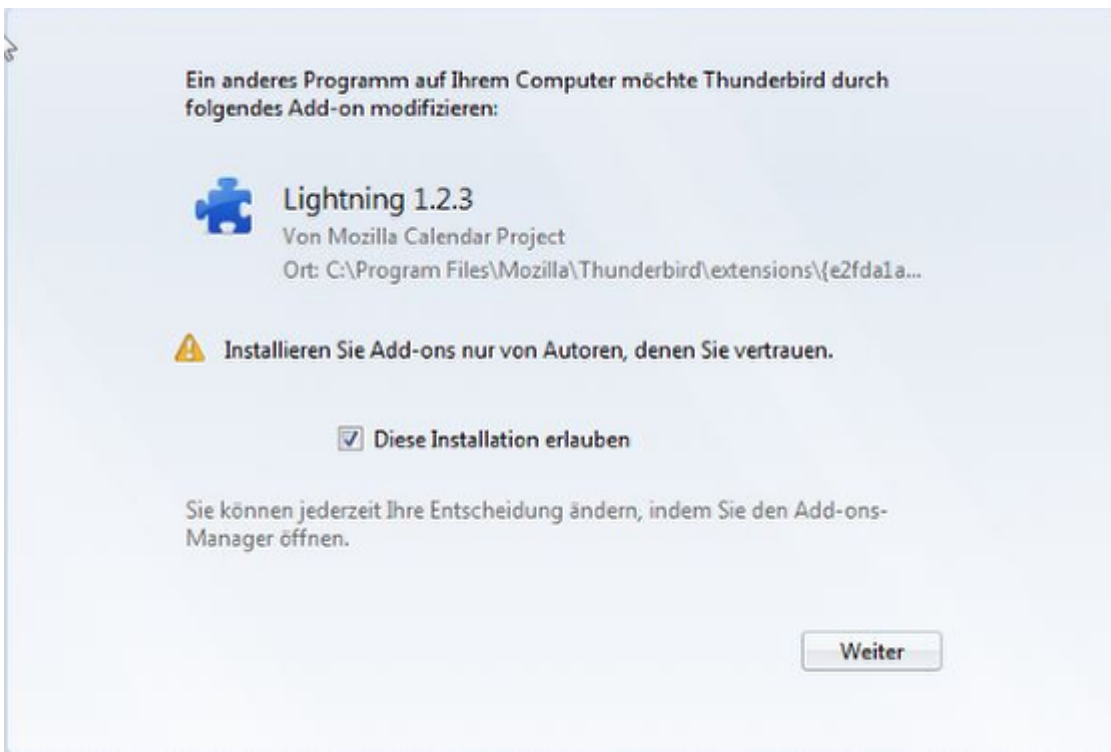 Ein anderes Programm auf Ihrem Computer möchte Thunderbird durch
folgendes Add-on modifizieren:
Lightning 1.2.3
Von Mozilla Calendar Project
Ort: C:\Program Files\Mozilla\Thunderbird\extensions\{e2fda1a...
Installieren Sie Add-ons nur von Autoren, denen Sie vertrauen.
Diese Installation erlauben
Sie können jederzeit Ihre Entscheidung ändern, indem Sie den Add-ons-
Manager öffnen.
Weiter